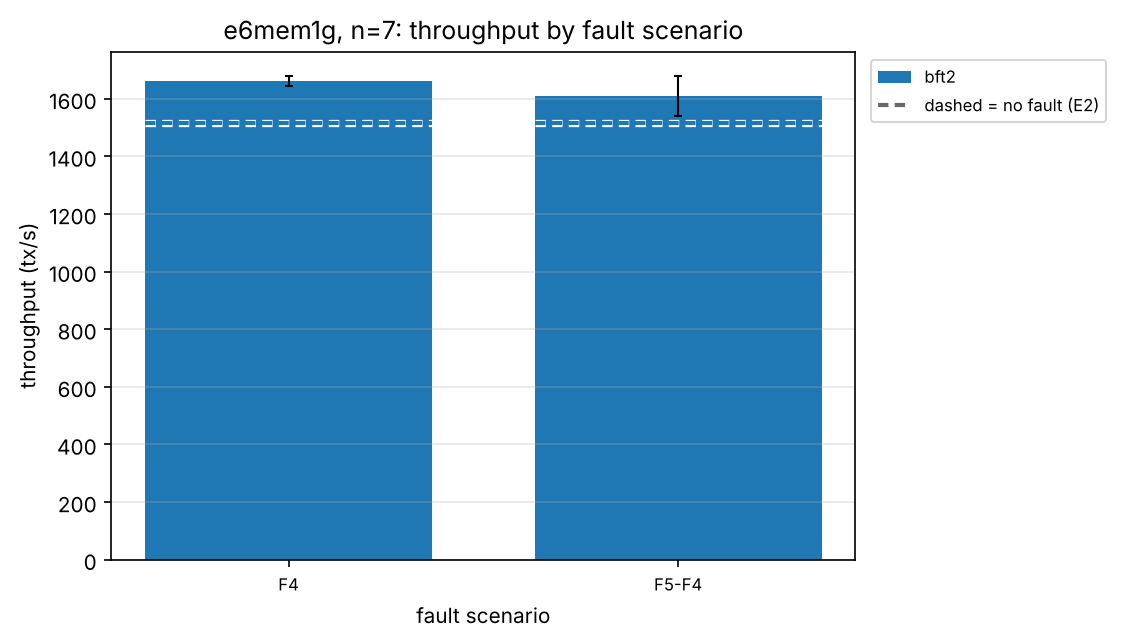 e6mem1g, n=7: throughput by fault scenario
bft2
dashed = no fault (E2)
throughput (tx/s)
1600
1400
1200
1000
800
600
400
200
0
F4
F5-F4
fault scenario